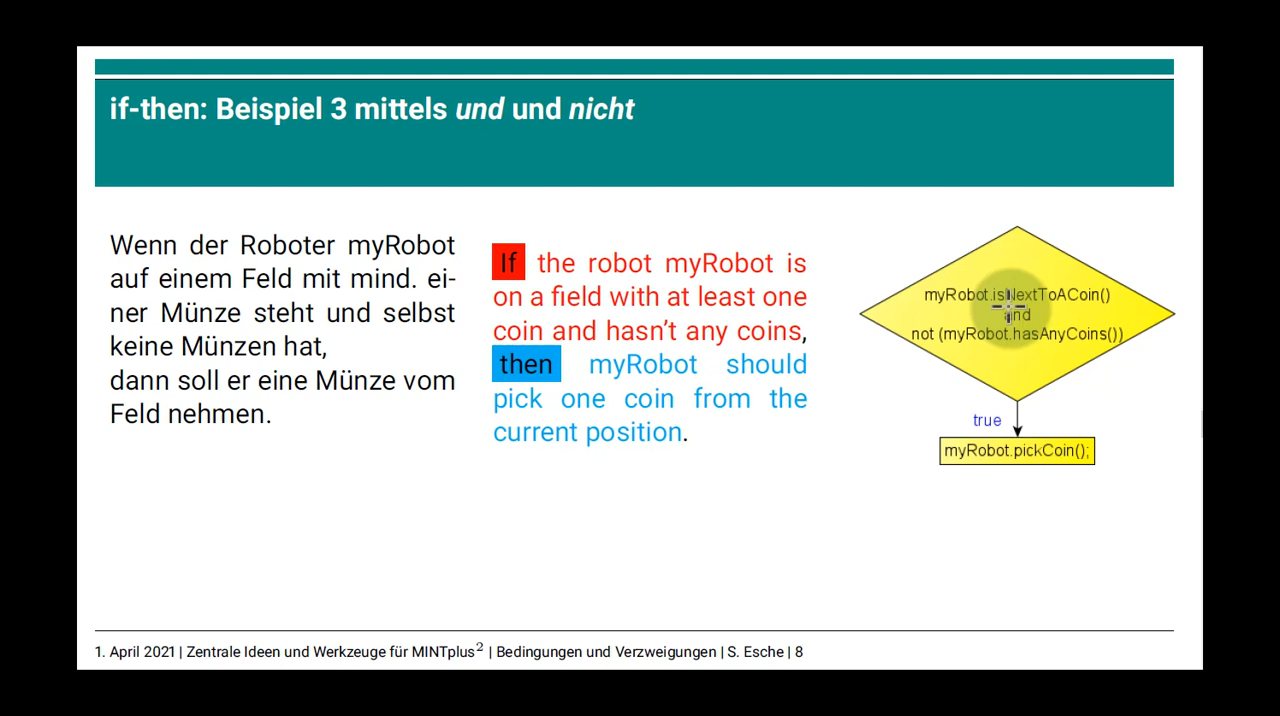 if-then: Beispiel 3 mittels und und nicht
Wenn der Roboter myRobot
auf einem Feld mit mind. ei-
ner Münze steht und selbst
keine Münzen hat,
dann soll er eine Münze vom
Feld nehmen.
If the robot myRobot is
on a field with at least one
coin and hasn't any coins,
then myRobot should
pick one coin from the
current position.
myRobot.isNextToACoin()
and
not (myRobot.hasAnyCoins())
true
myRobot.pickCoin();
1. April 2021 | Zentrale Ideen und Werkzeuge für MINTplus² | Bedingungen und Verzweigungen | S. Esche | 8